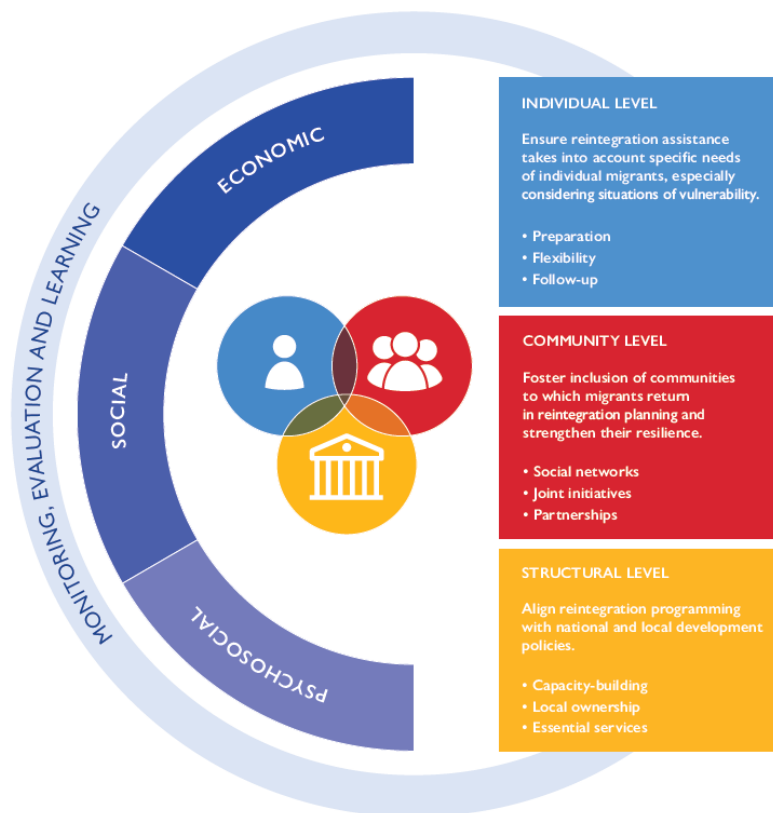 MONITORING, EVALUATION AND LEARNING
ECONOMIC
SOCIAL
PSYCHOSOCIAL
INDIVIDUAL LEVEL
Ensure reintegration assistance
takes into account specific needs
of individual migrants, especially
considering situations of vulnerability.
• Preparation
• Flexibility
• Follow-up
COMMUNITY LEVEL
Foster inclusion of communities
to which migrants return
in reintegration planning and
strengthen their resilience.
• Social networks
• Joint initiatives
• Partnerships
STRUCTURAL LEVEL
Align reintegration programming
with national and local development
policies.
• Capacity-building
• Local ownership
• Essential services